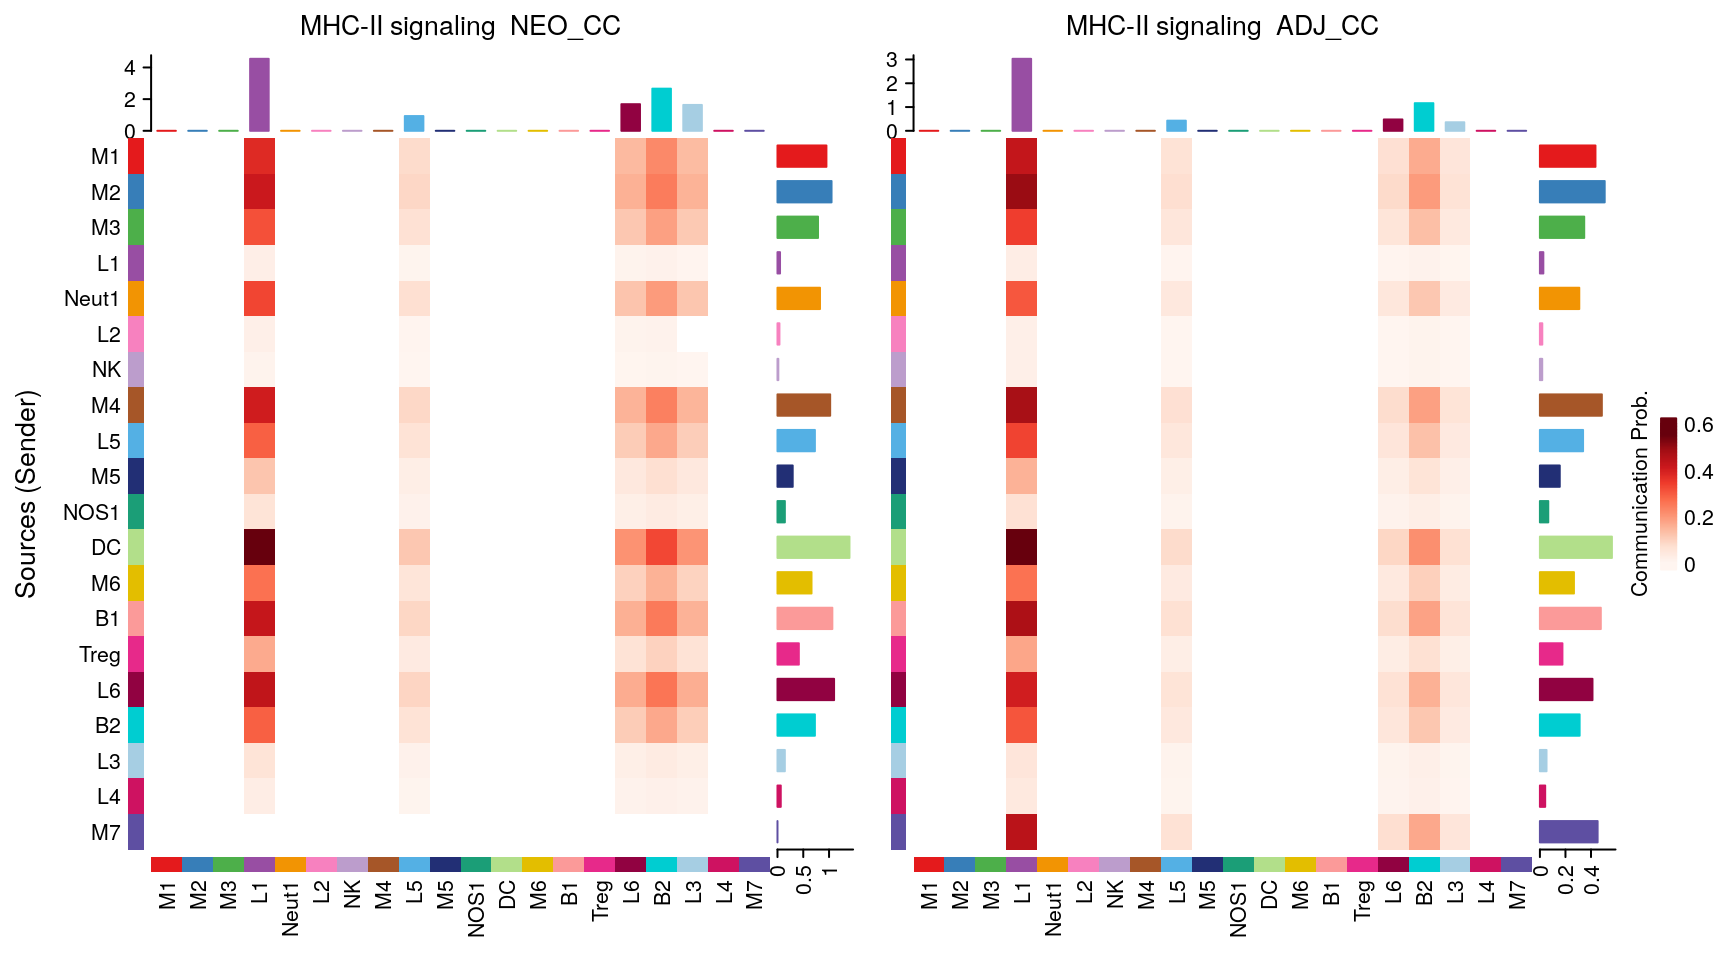 MHC-II signaling  NEO_CC
4
2
0
M1
M2
M3
L1
Neut1
L2
NK
M4
L5
M5
NOS1
DC
M6
B1
Treg
L6
B2
L3
L4
M7
Sources (Sender)
M1 M2 M3 L1 Neut1 L2 NK M4 L5 M5 NOS1 DC M6 B1 Treg L6 B2 L3 L4 M7
0 0.5 1
MHC-II signaling  ADJ_CC
3
2
1
0
M1 M2 M3 L1 Neut1 L2 NK M4 L5 M5 NOS1 DC M6 B1 Treg L6 B2 L3 L4 M7
0 0.2 0.4
Communication Prob.
0.6
0.4
0.2
0